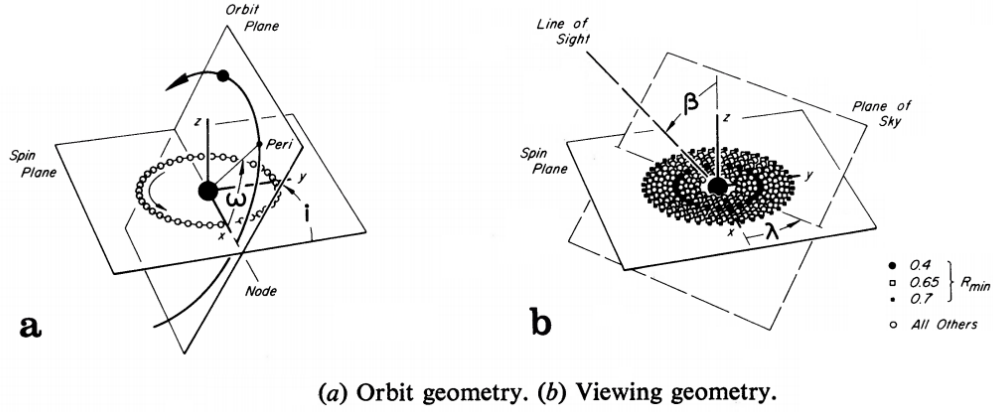 Orbit
Plane
z
Peri
Spin
Plane
y
ω
i
x
Node
a
Line of
Sight
β
z
Plane of
Sky
Spin
Plane
y
x
λ
0.4
0.65
0.7
Rmin
All Others
b
(a) Orbit geometry. (b) Viewing geometry.